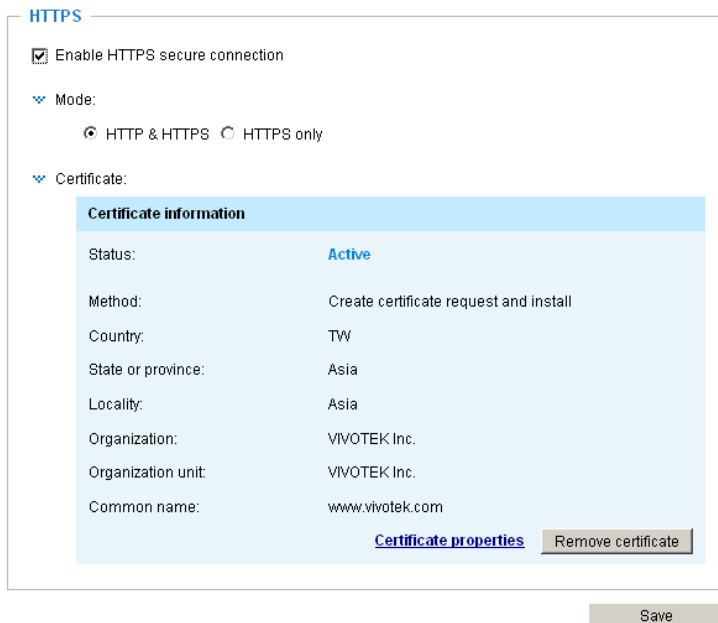 HTTPS
Enable HTTPS secure connection
Mode:
HTTP & HTTPS HTTPS only
Certificate:
Certificate information
Status: Active
Method: Create certificate request and install
Country: TW
State or province: Asia
Locality: Asia
Organization: VIVOTEK Inc.
Organization unit: VIVOTEK Inc.
Common name: www.vivotek.com
Certificate properties Remove certificate
Save